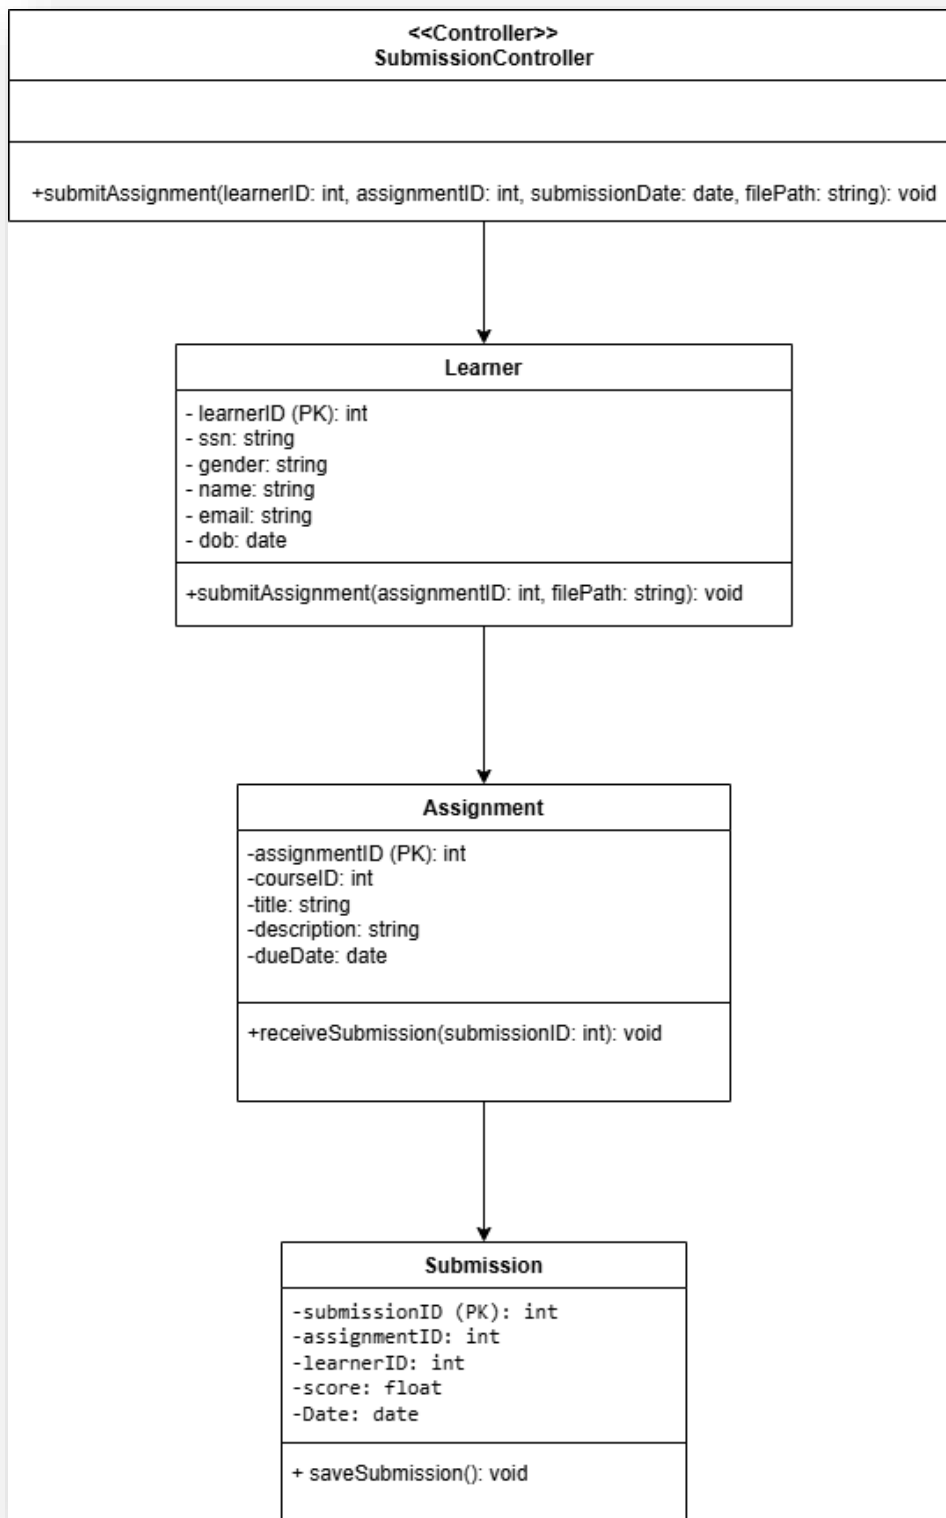 <<Controller>>
SubmissionController
+submitAssignment(learnerID: int, assignmentID: int, submissionDate: date, filePath: string): void
Learner
- learnerID (PK): int
- ssn: string
- gender: string
- name: string
- email: string
- dob: date
+submitAssignment(assignmentID: int, filePath: string): void
Assignment
-assignmentID (PK): int
-courseID: int
-title: string
-description: string
-dueDate: date
+receiveSubmission(submissionID: int): void
Submission
-submissionID (PK): int
-assignmentID: int
-learnerID: int
-score: float
-Date: date
+ saveSubmission(): void